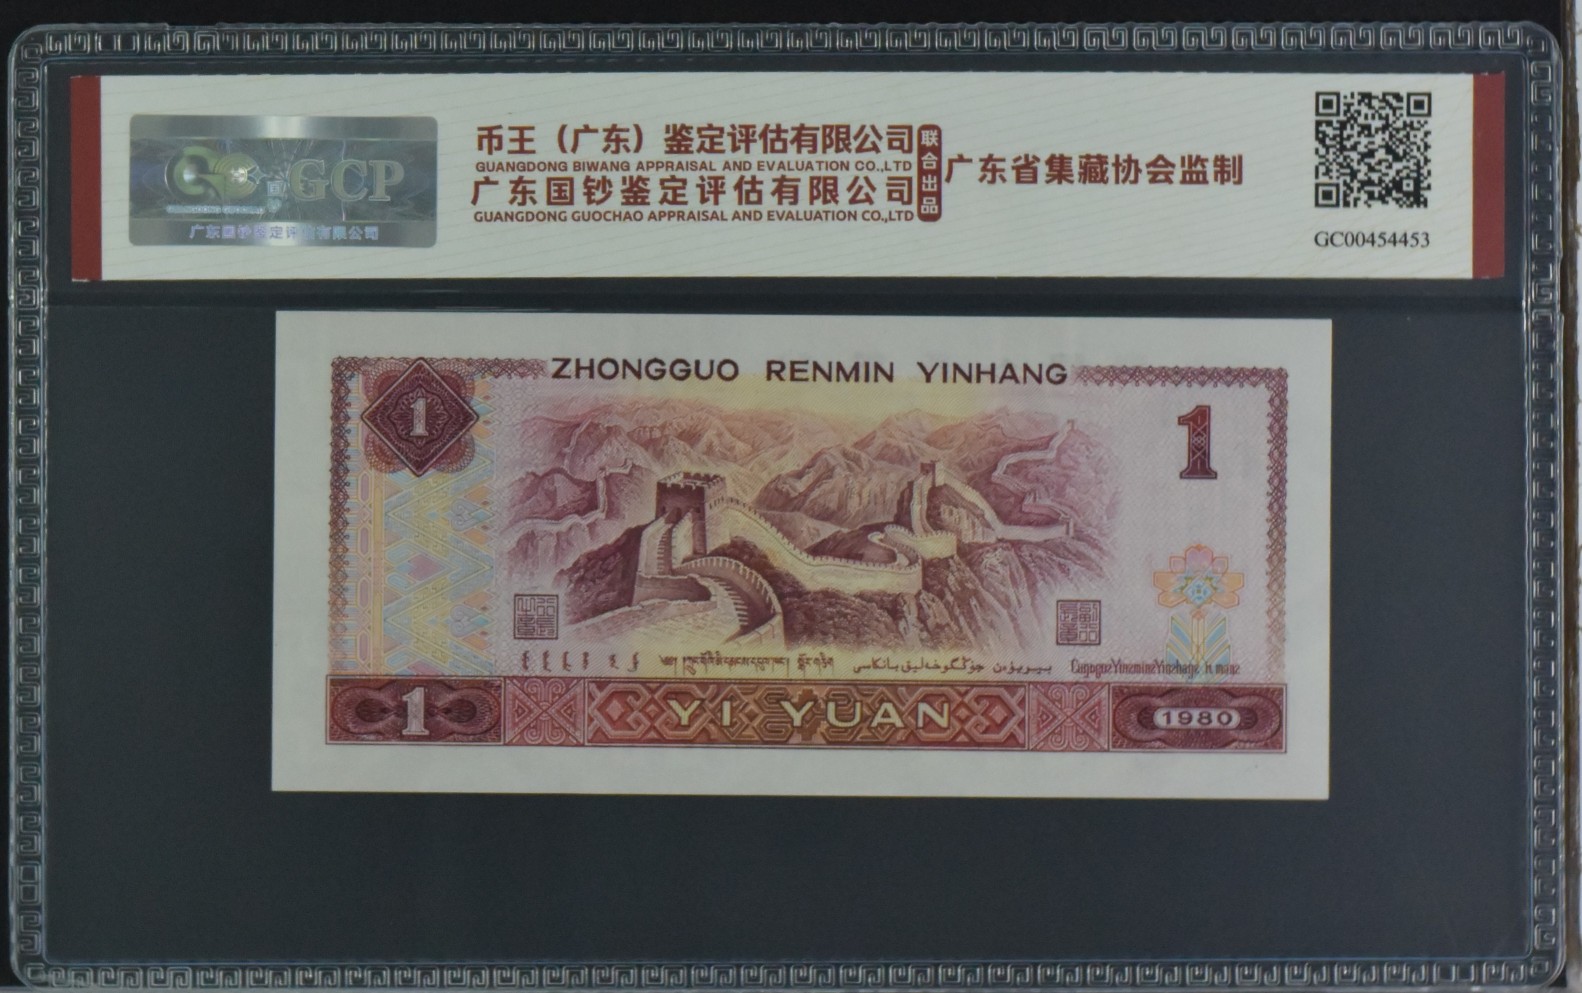 GCP
广东国钞鉴定评估有限公司
币王（广东）鉴定评估有限公司
GUANGDONG BIWANG APPRAISAL AND EVALUATION CO.,LTD
广东国钞鉴定评估有限公司
GUANGDONG GUOCHAO APPRAISAL AND EVALUATION CO.,LTD
联合出品
广东省集藏协会监制
GC00454453
ZHONGGUO RENMIN YINHANG
1
1
1
YI YUAN
1980